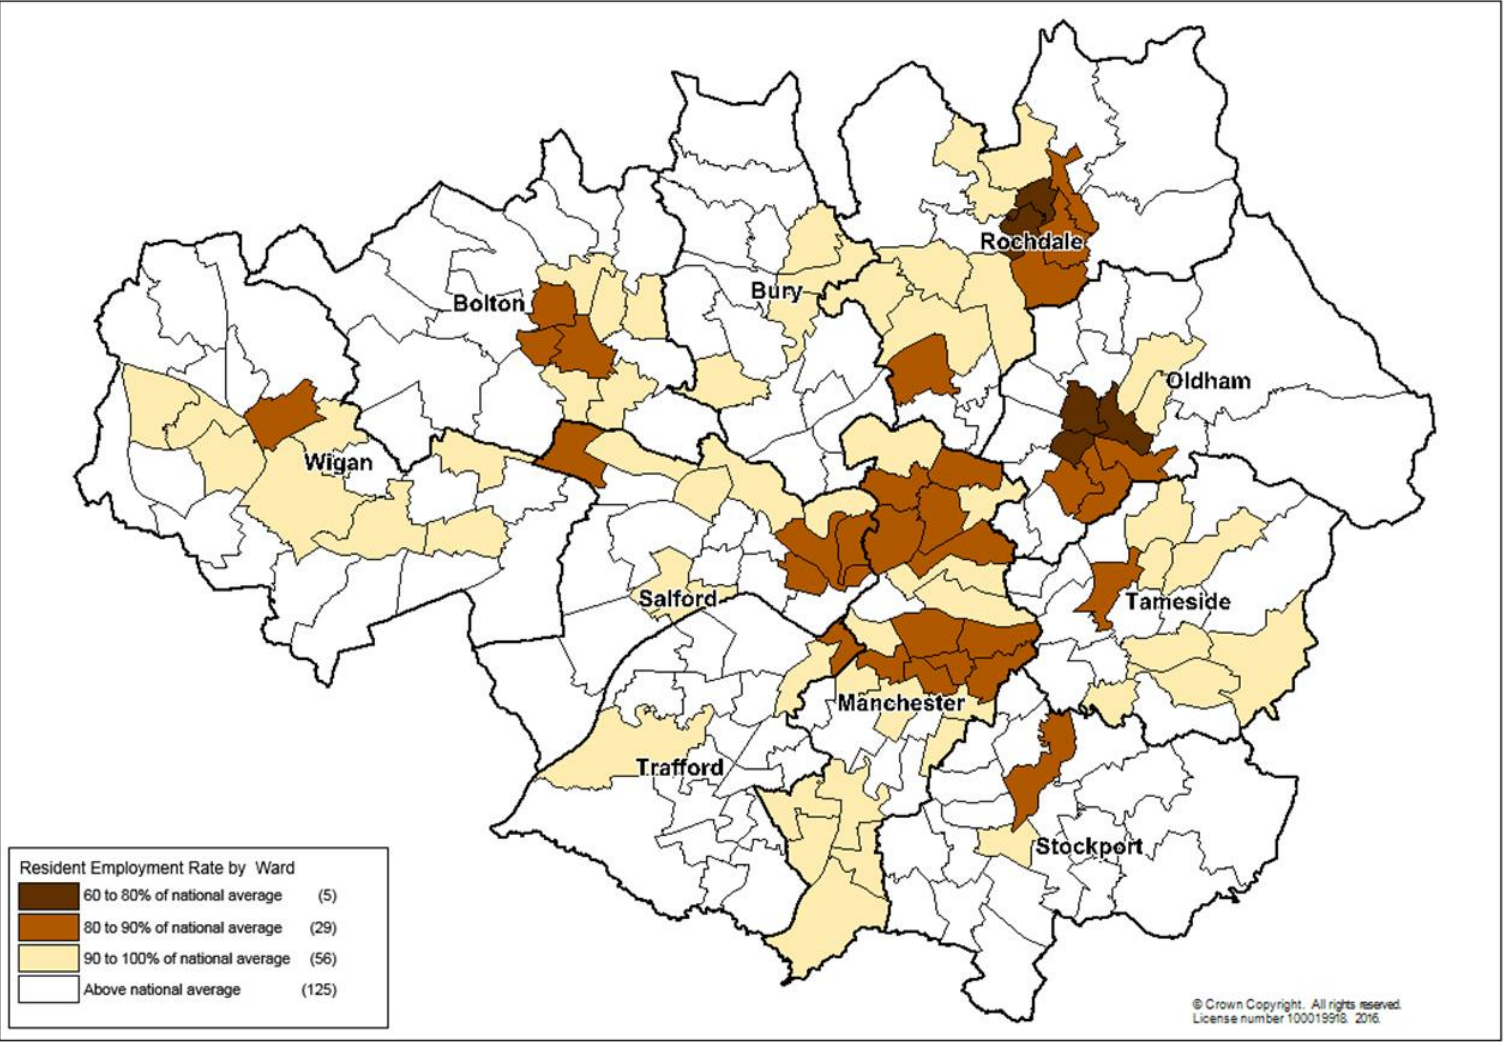 Rochdale
Bury
Bolton
Oldham
Wigan
Salford
Tameside
Manchester
Trafford
Stockport
Resident Employment Rate by Ward
60 to 80% of national average (5)
80 to 90% of national average (29)
90 to 100% of national average (56)
Above national average (125)
© Crown Copyright. All rights reserved.
License number 100019918. 2016.